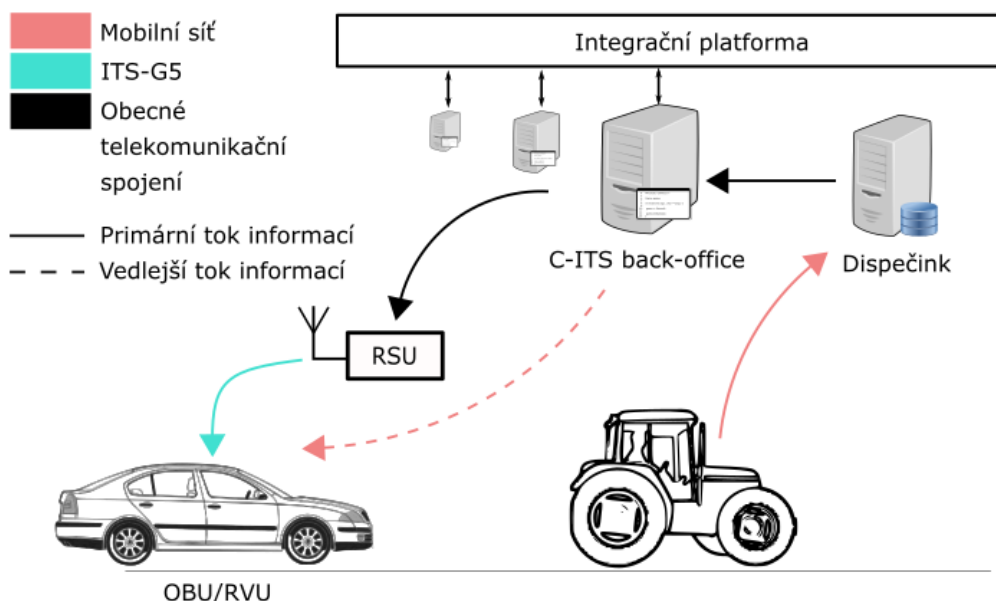 Mobilní síť
ITS-G5
Obecné
telekomunikační
spojení
Primární tok informací
Vedlejší tok informací
Integrační platforma
C-ITS back-office
Dispečink
RSU
OBU/RVU